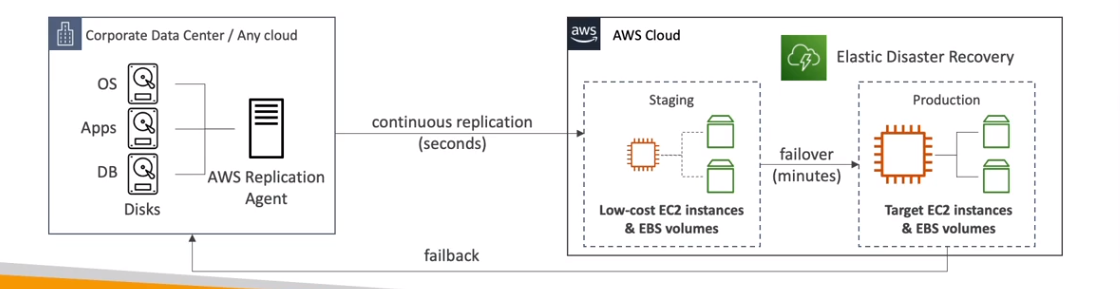 Corporate Data Center / Any cloud
OS
Apps
DB
Disks
AWS Replication
Agent
continuous replication
(seconds)
aws
AWS Cloud
Elastic Disaster Recovery
Staging
Low-cost EC2 instances
& EBS volumes
failover
(minutes)
Production
Target EC2 instances
& EBS volumes
failback